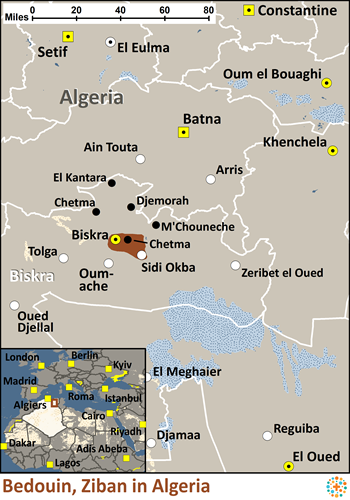 Miles 0 20 40 60 80
Constantine
Setif
El Eulma
Oum el Bouaghi
Algeria
Batna
Khenchela
Ain Touta
Arris
El Kantara
Chetma
Djemorah
M'Chouneche
Biskra
Chetma
Tolga
Sidi Okba
Biskra
Oum-
ache
Zeribet el Oued
Oued
Djellal
El Meghaier
London
Berlin
Kyiv
Madrid
Roma
Istanbul
Algiers
Cairo
Riyadh
Dakar
Adis Abeba
Lagos
Djamaa
Reguiba
El Oued
Bedouin, Ziban in Algeria